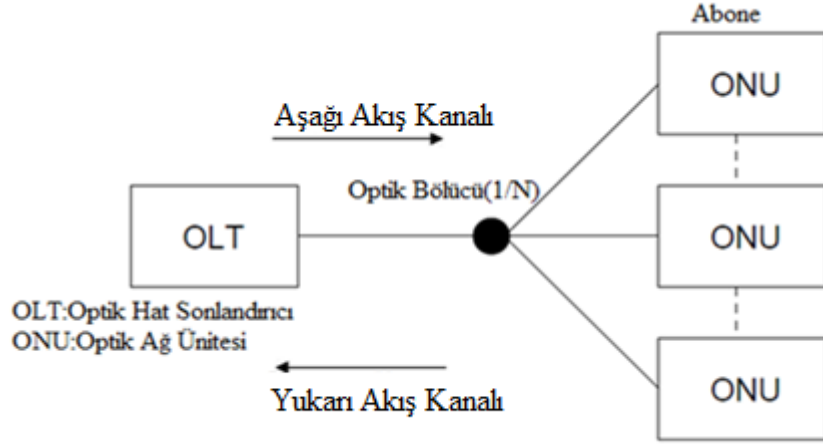 Abone
ONU
Aşağı Akış Kanalı
Optik Bölücü(1/N)
OLT
ONU
OLT:Optik Hat Sonlandırıcı
ONU:Optik Ağ Ünitesi
ONU
Yukarı Akış Kanalı